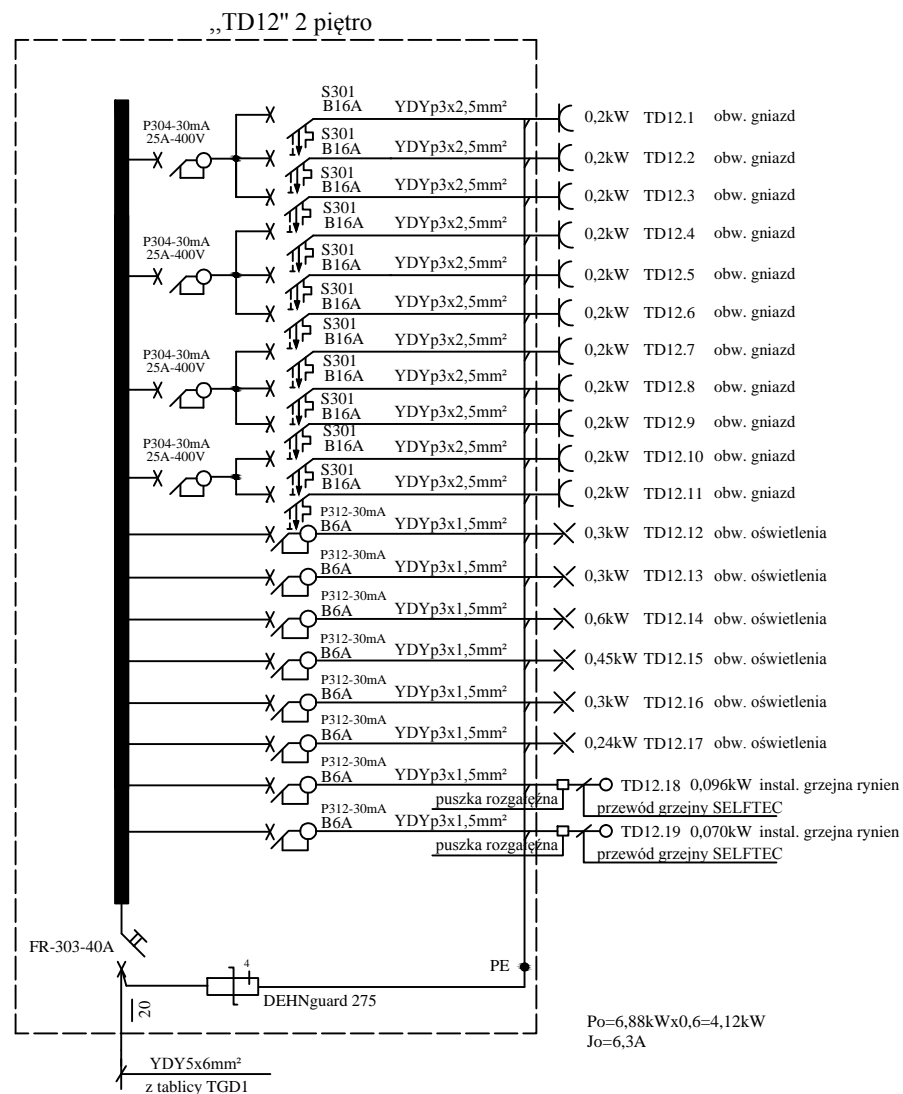 ,,TD12" 2 piętro
S301
B16A YDYp3x2,5mm² 0,2kW TD12.1 obw. gniazd
P304-30mA
25A-400V
S301
B16A YDYp3x2,5mm² 0,2kW TD12.2 obw. gniazd
S301
B16A YDYp3x2,5mm² 0,2kW TD12.3 obw. gniazd
S301
B16A YDYp3x2,5mm² 0,2kW TD12.4 obw. gniazd
P304-30mA
25A-400V
S301
B16A YDYp3x2,5mm² 0,2kW TD12.5 obw. gniazd
S301
B16A YDYp3x2,5mm² 0,2kW TD12.6 obw. gniazd
S301
B16A YDYp3x2,5mm² 0,2kW TD12.7 obw. gniazd
P304-30mA
25A-400V
S301
B16A YDYp3x2,5mm² 0,2kW TD12.8 obw. gniazd
S301
B16A YDYp3x2,5mm² 0,2kW TD12.9 obw. gniazd
S301
B16A YDYp3x2,5mm² 0,2kW TD12.10 obw. gniazd
P304-30mA
25A-400V
S301
B16A YDYp3x2,5mm² 0,2kW TD12.11 obw. gniazd
P312-30mA
B6A YDYp3x1,5mm² 0,3kW TD12.12 obw. oświetlenia
P312-30mA
B6A YDYp3x1,5mm² 0,3kW TD12.13 obw. oświetlenia
P312-30mA
B6A YDYp3x1,5mm² 0,6kW TD12.14 obw. oświetlenia
P312-30mA
B6A YDYp3x1,5mm² 0,45kW TD12.15 obw. oświetlenia
P312-30mA
B6A YDYp3x1,5mm² 0,3kW TD12.16 obw. oświetlenia
P312-30mA
B6A YDYp3x1,5mm² 0,24kW TD12.17 obw. oświetlenia
P312-30mA
B6A YDYp3x1,5mm² TD12.18 0,096kW instal. grzejna rynien
puszka rozgałęźna przewód grzejny SELFTEC
P312-30mA
B6A YDYp3x1,5mm² TD12.19 0,070kW instal. grzejna rynien
puszka rozgałęźna przewód grzejny SELFTEC
FR-303-40A
PE
4
DEHNguard 275
20
Po=6,88kWx0,6=4,12kW
Jo=6,3A
YDY5x6mm²
z tablicy TGD1